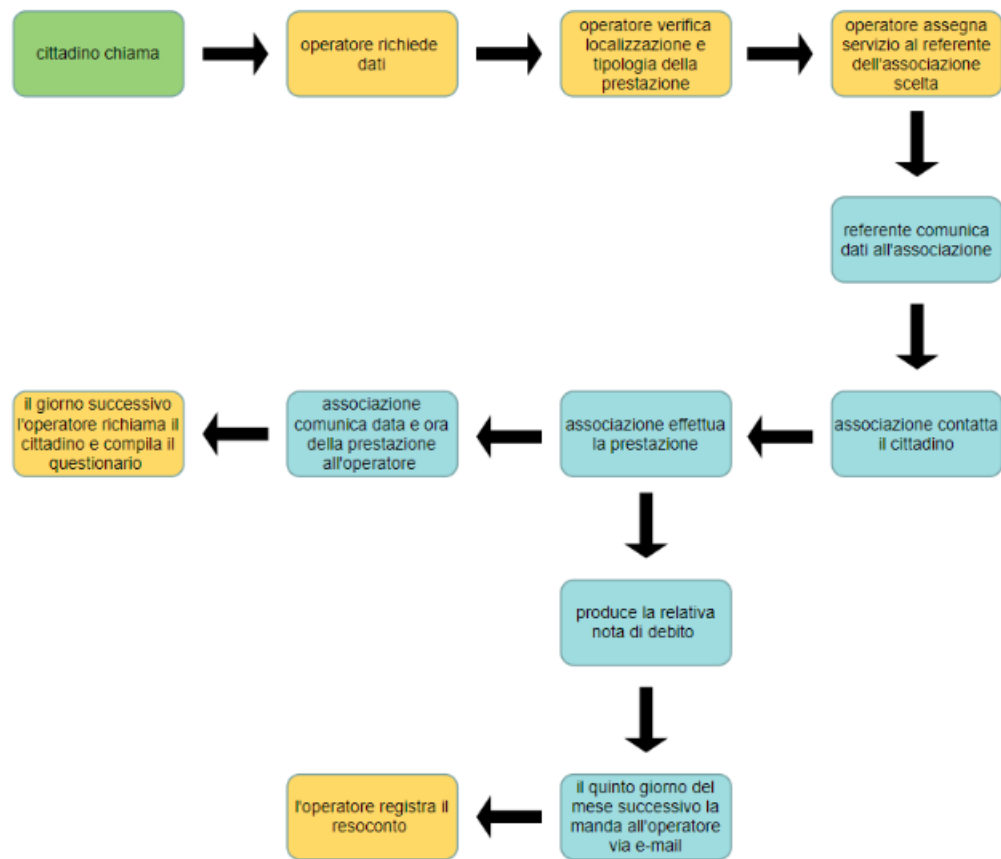 cittadino chiama
operatore richiede
dati
operatore verifica
localizzazione e
tipologia della
prestazione
operatore assegna
servizio al referente
dell'associazione
scelta
referente comunica
dati all'associazione
associazione contatta
il cittadino
associazione effettua
la prestazione
associazione
comunica data e ora
della prestazione
all'operatore
il giorno successivo
l'operatore richiama il
cittadino e compila il
questionario
produce la relativa
nota di debito
il quinto giorno del
mese successivo la
manda all'operatore
via e-mail
l'operatore registra il
resoconto